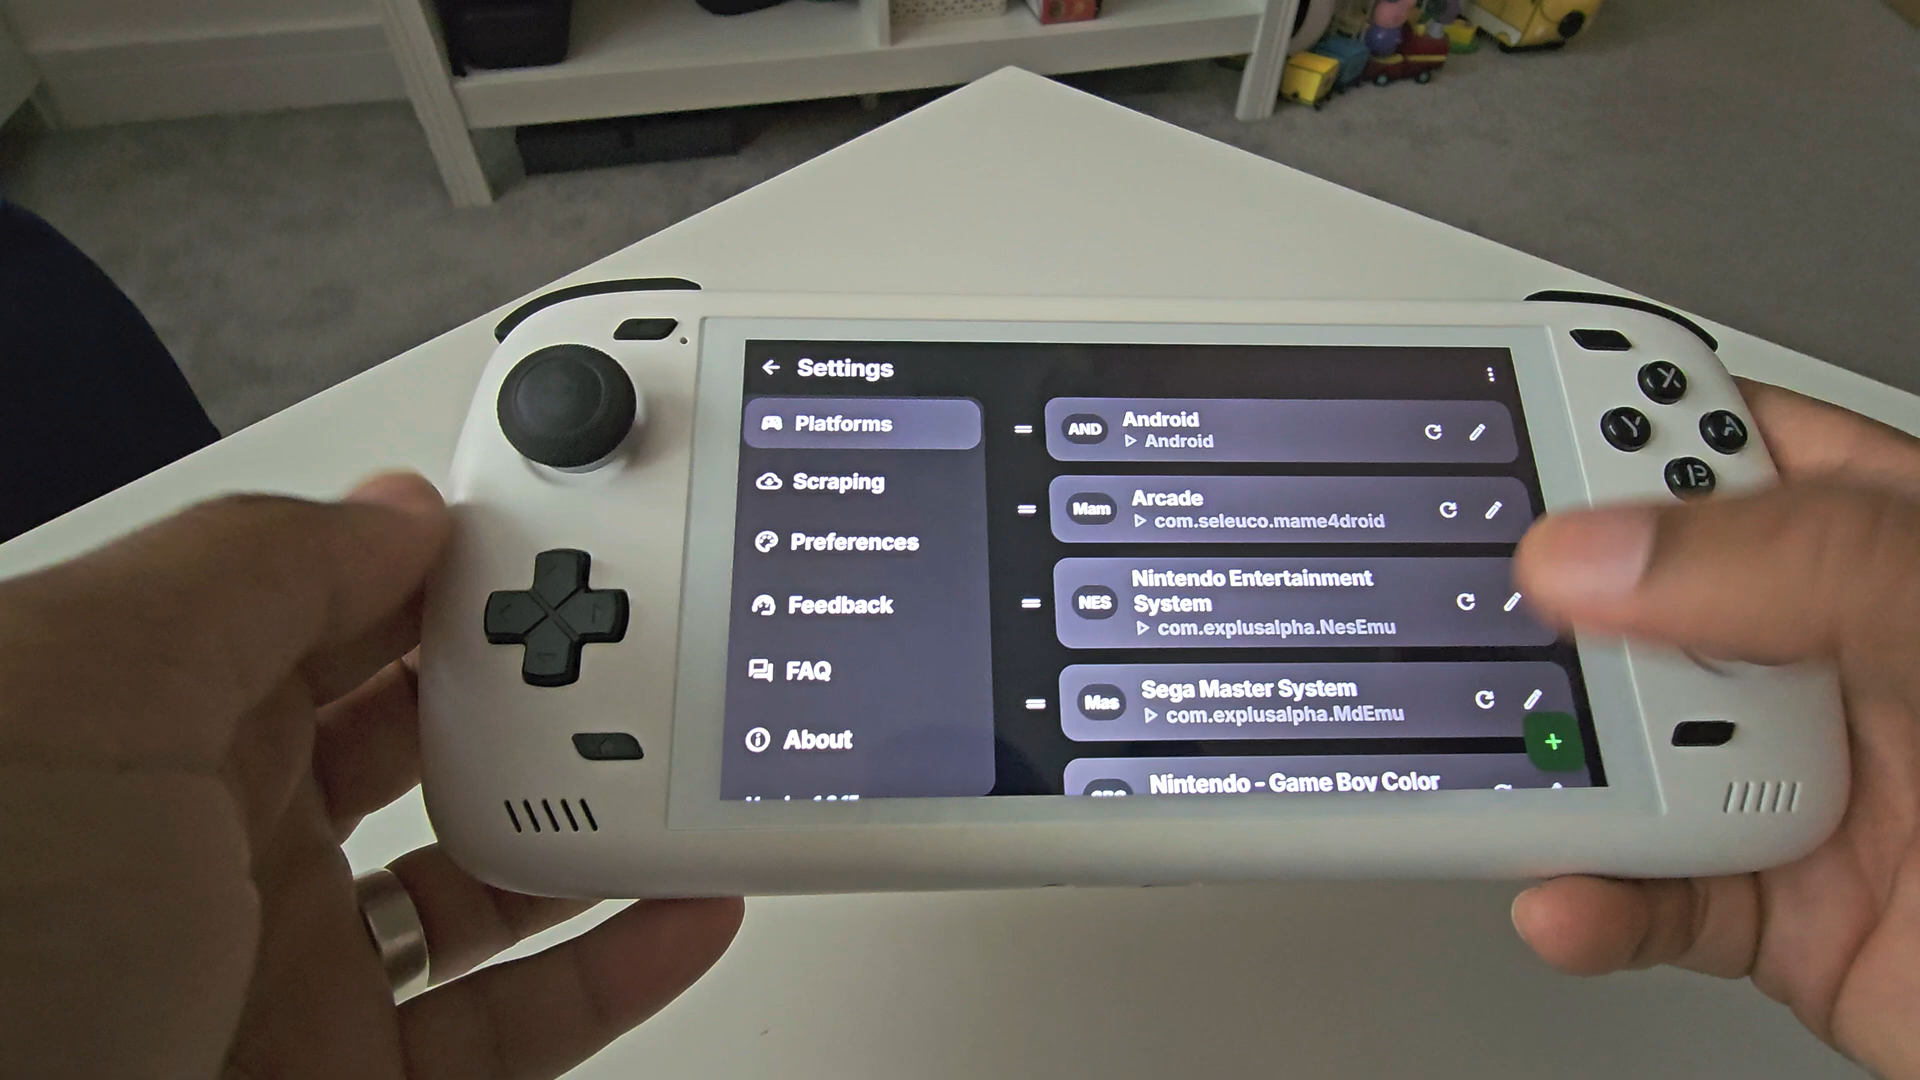 Settings
Platforms
Scraping
Preferences
Feedback
FAQ
About
AND
Android
Android
Mam
Arcade
com.seleuco.mame4droid
NES
Nintendo Entertainment
System
com.explusalpha.NesEmu
Mas
Sega Master System
com.explusalpha.MdEmu
+
Nintendo - Game Boy Color
X
Y
A
B